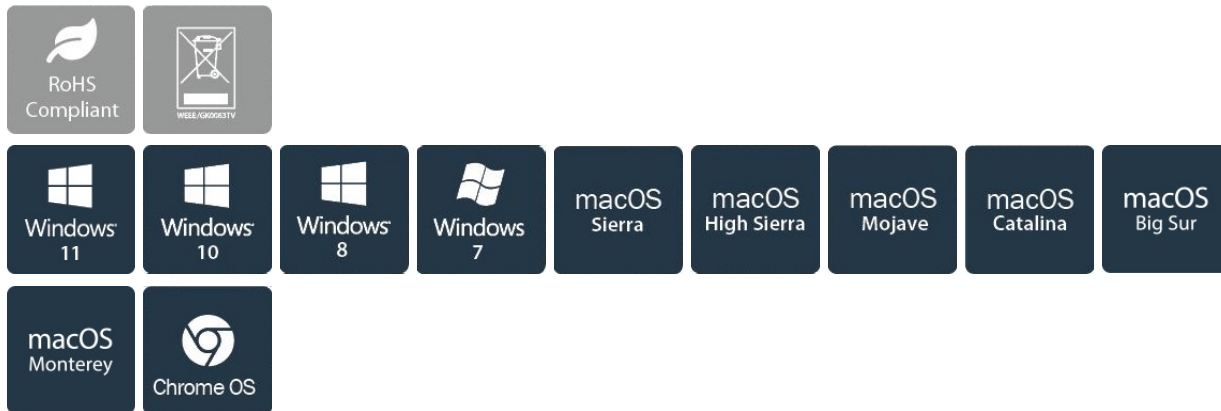 RoHS
Compliant
WEEE/GK0083TV
Windows
11
Windows
10
Windows
8
Windows
7
macOS
Sierra
macOS
High Sierra
macOS
Mojave
macOS
Catalina
macOS
Big Sur
macOS
Monterey
Chrome OS